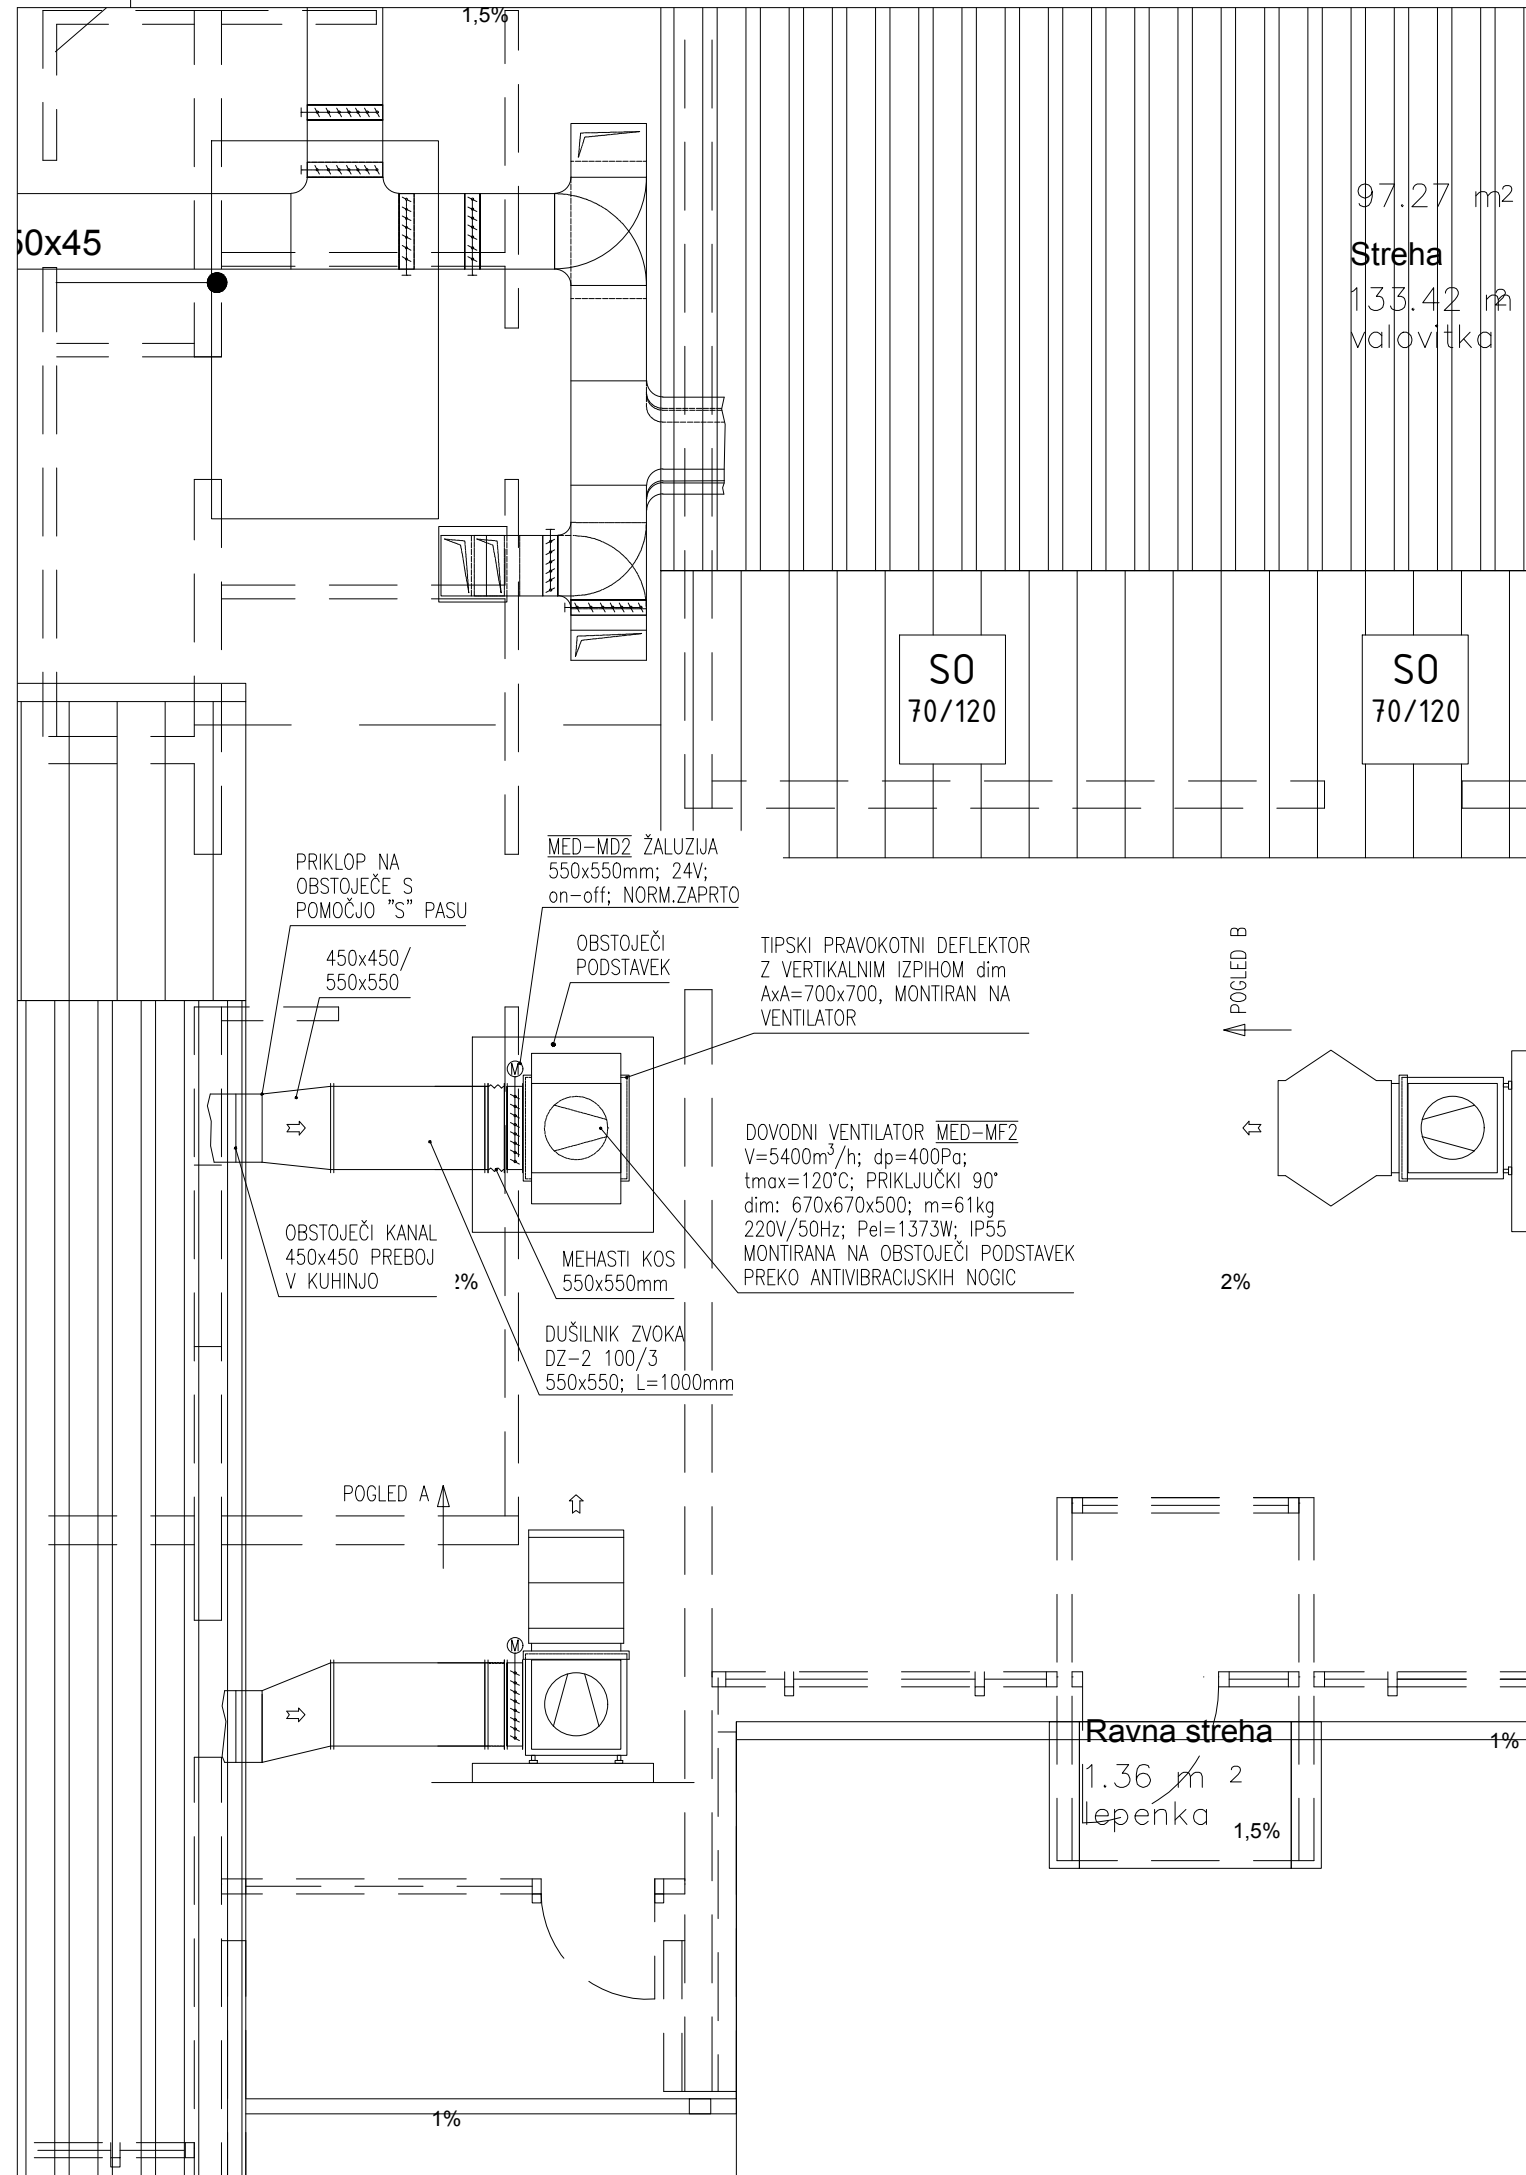 1,5%
50x45
97.27 m2
Streha
133.42 m2
valovitka
SO
70/120
SO
70/120
PRIKLOP NA
OBSTOJEČE S
POMOČJO "S" PASU
450x450/
550x550
MED-MD2 ŽALUZIJA
550x550mm; 24V;
on-off; NORM.ZAPRTO
OBSTOJEČI
PODSTAVEK
TIPSKI PRAVOKOTNI DEFLEKTOR
Z VERTIKALNIM IZPIHOM dim
AxA=700x700, MONTIRAN NA
VENTILATOR
POGLED B
M
DOVODNI VENTILATOR MED-MF2
V=5400m3/h; dp=400Pa;
tmax=120°C; PRIKLJUČKI 90°
dim: 670x670x500; m=61kg
220V/50Hz; Pel=1373W; IP55
MONTIRANA NA OBSTOJEČI PODSTAVEK
PREKO ANTIVIBRACIJSKIH NOGIC
OBSTOJEČI KANAL
450x450 PREBOJ
V KUHINJO
2%
MEHASTI KOS
550x550mm
2%
DUŠILNIK ZVOKA
DZ-2 100/3
550x550; L=1000mm
POGLED A
M
Ravna streha
1.36 m 2
lepenka
1,5%
1%
1%